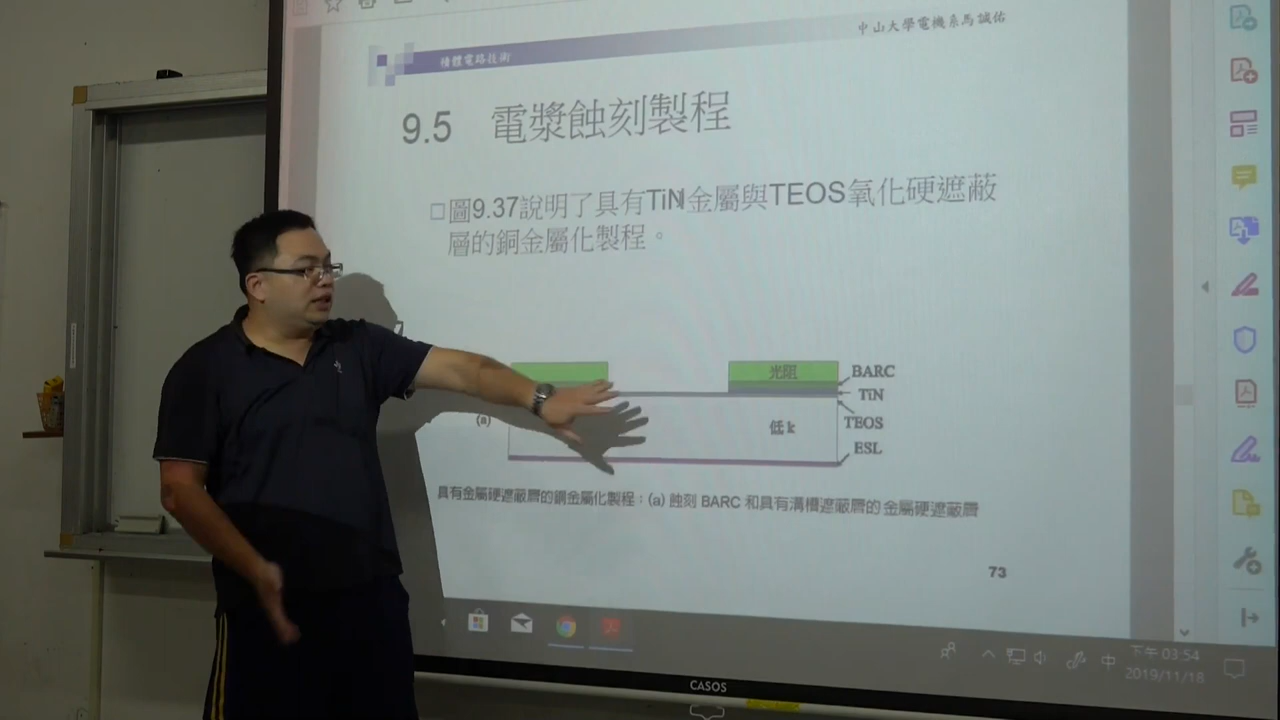 積體電路技術
中山大學電機系馬誠佑
9.5 電漿蝕刻製程
圖9.37說明了具有TiN金屬與TEOS氧化硬遮蔽
層的銅金屬化製程。
光阻
BARC
TiN
TEOS
ESL
低 k
(a)
具有金屬硬遮蔽層的銅金屬化製程：(a) 蝕刻 BARC 和具有溝槽遮蔽層的 金屬硬遮蔽層
73
中
下午 03:54
2019/11/18
CASOS